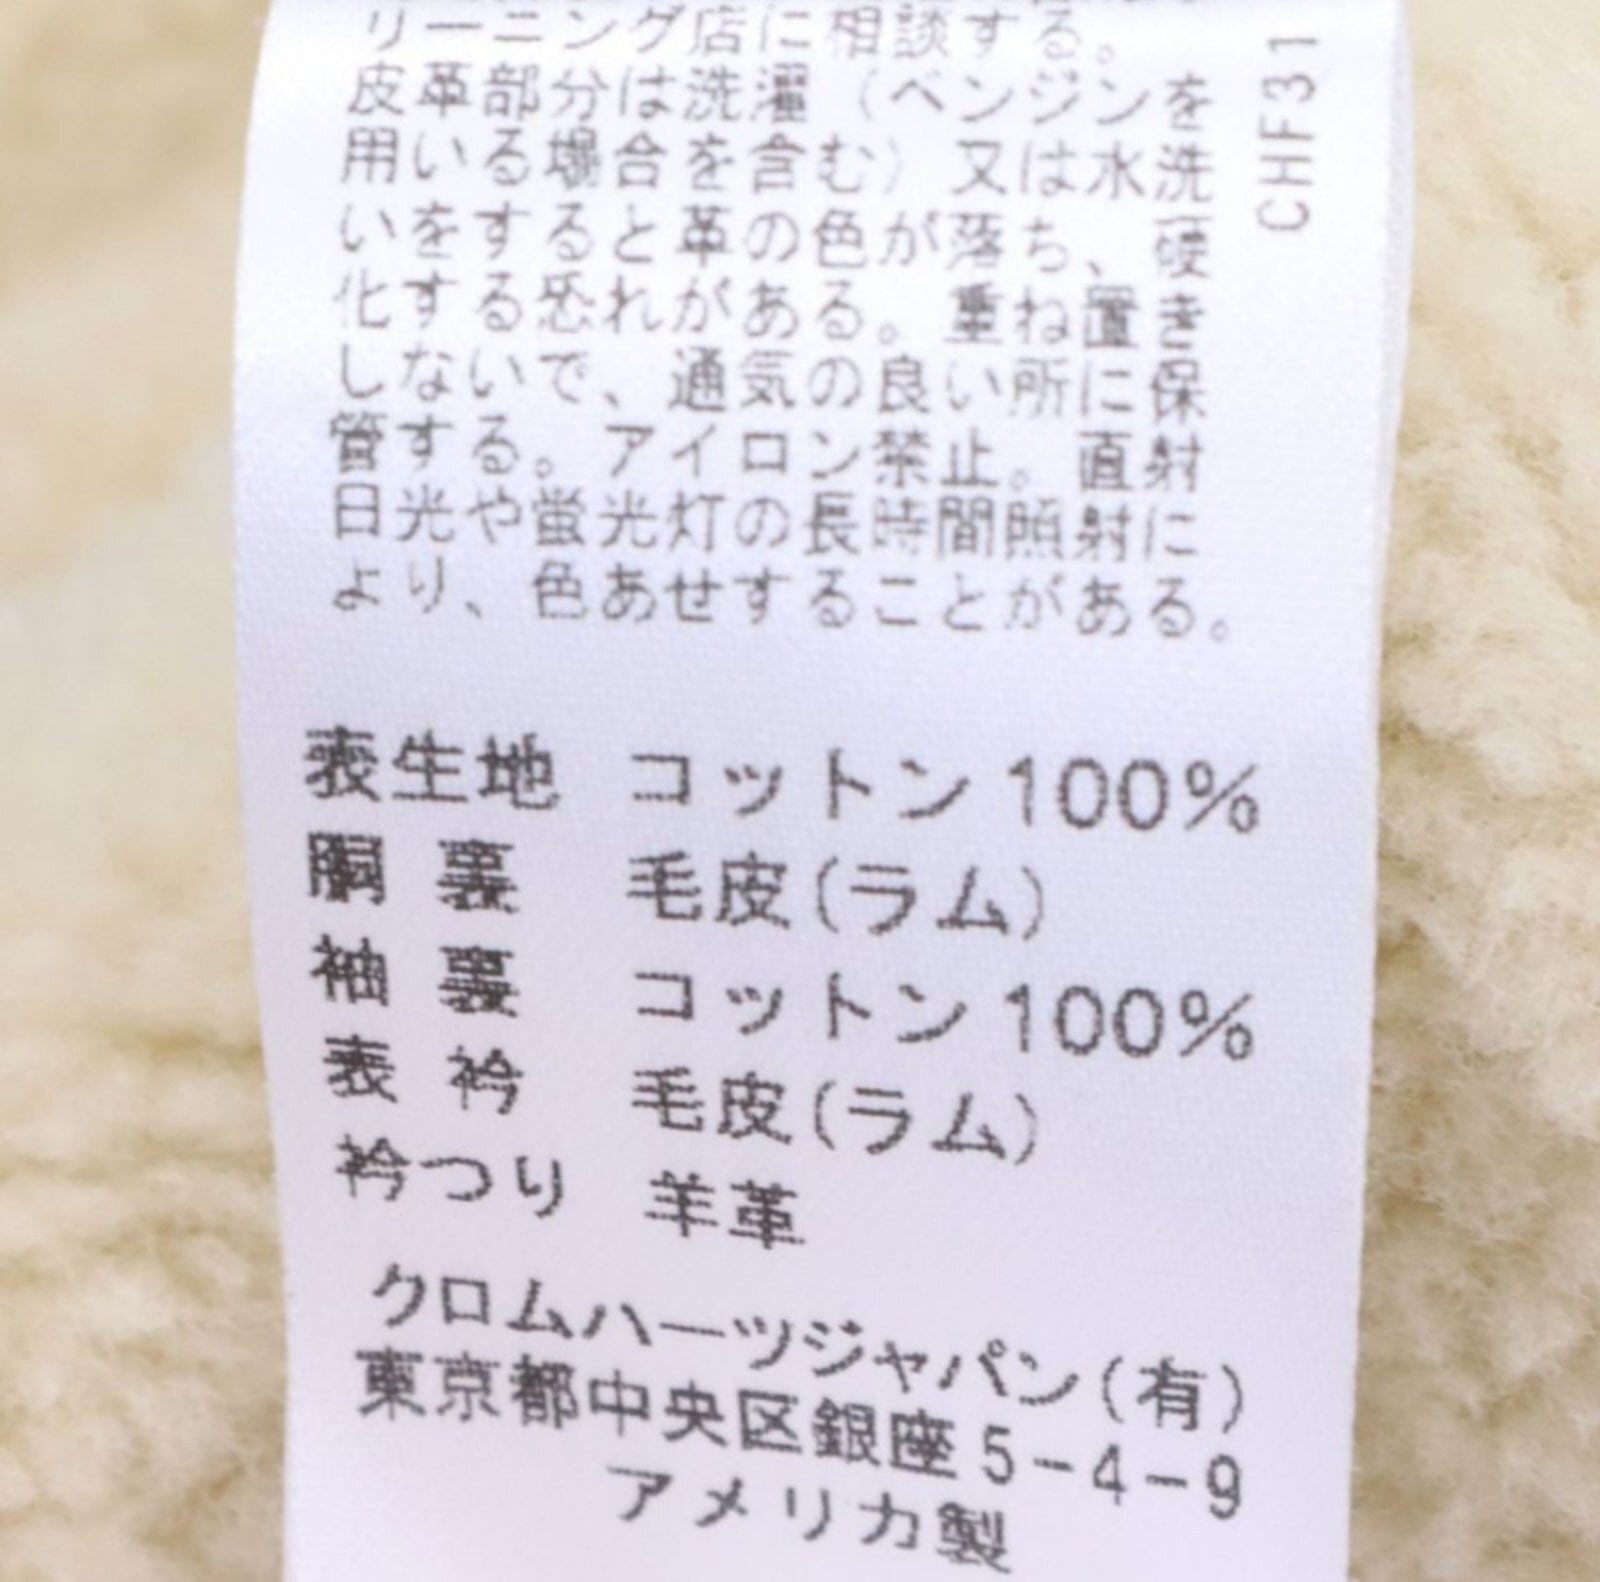 リーニング店に相談する。
皮革部分は洗濯（ベンジンを
用いる場合を含む）又は水洗
いをすると革の色が落ち、硬
化する恐れがある。重ね置き
しないで、通気の良い所に保
管する。アイロン禁止。直射
日光や蛍光灯の長時間照射に
より、色あせすることがある。
CHF31
表生地 コットン100%
胴裏 毛皮(ラム)
袖裏 コットン100%
表衿 毛皮(ラム)
衿つり 羊革
クロムハーツジャパン(有)
東京都中央区銀座5-4-9
アメリカ製